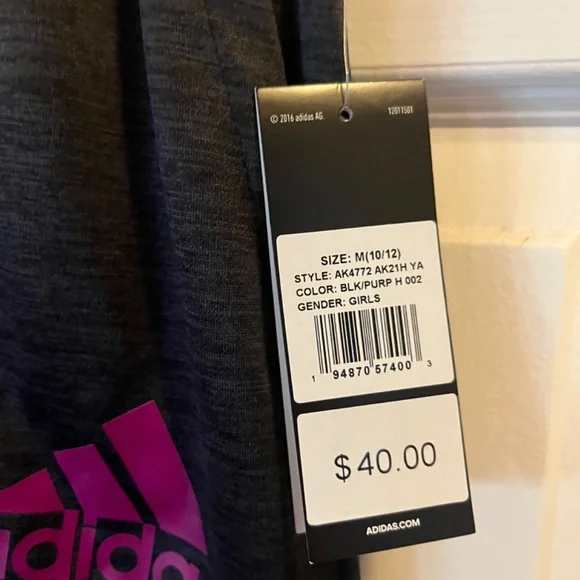 © 2016 adidas AG. 12011501
SIZE: M(10/12)
STYLE: AK4772 AK21H YA
COLOR: BLK/PURP H 002
GENDER: GIRLS
1 94870 57400 3
$40.00
ADIDAS.COM
adidas